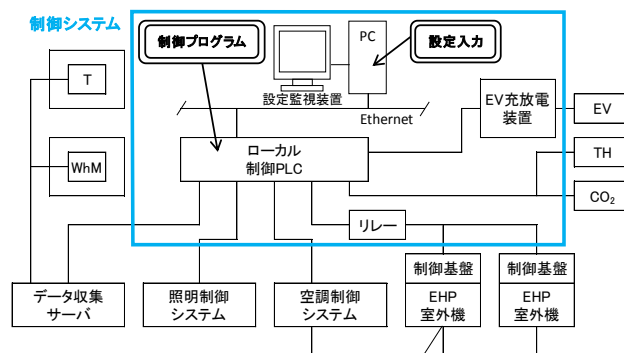 制御システム
制御プログラム
PC
設定入力
T
設定監視装置
Ethernet
EV充放電
装置
EV
WhM
ローカル
制御PLC
TH
CO₂
リレー
制御基盤
制御基盤
データ収集
サーバ
照明制御
システム
空調制御
システム
EHP
室外機
EHP
室外機